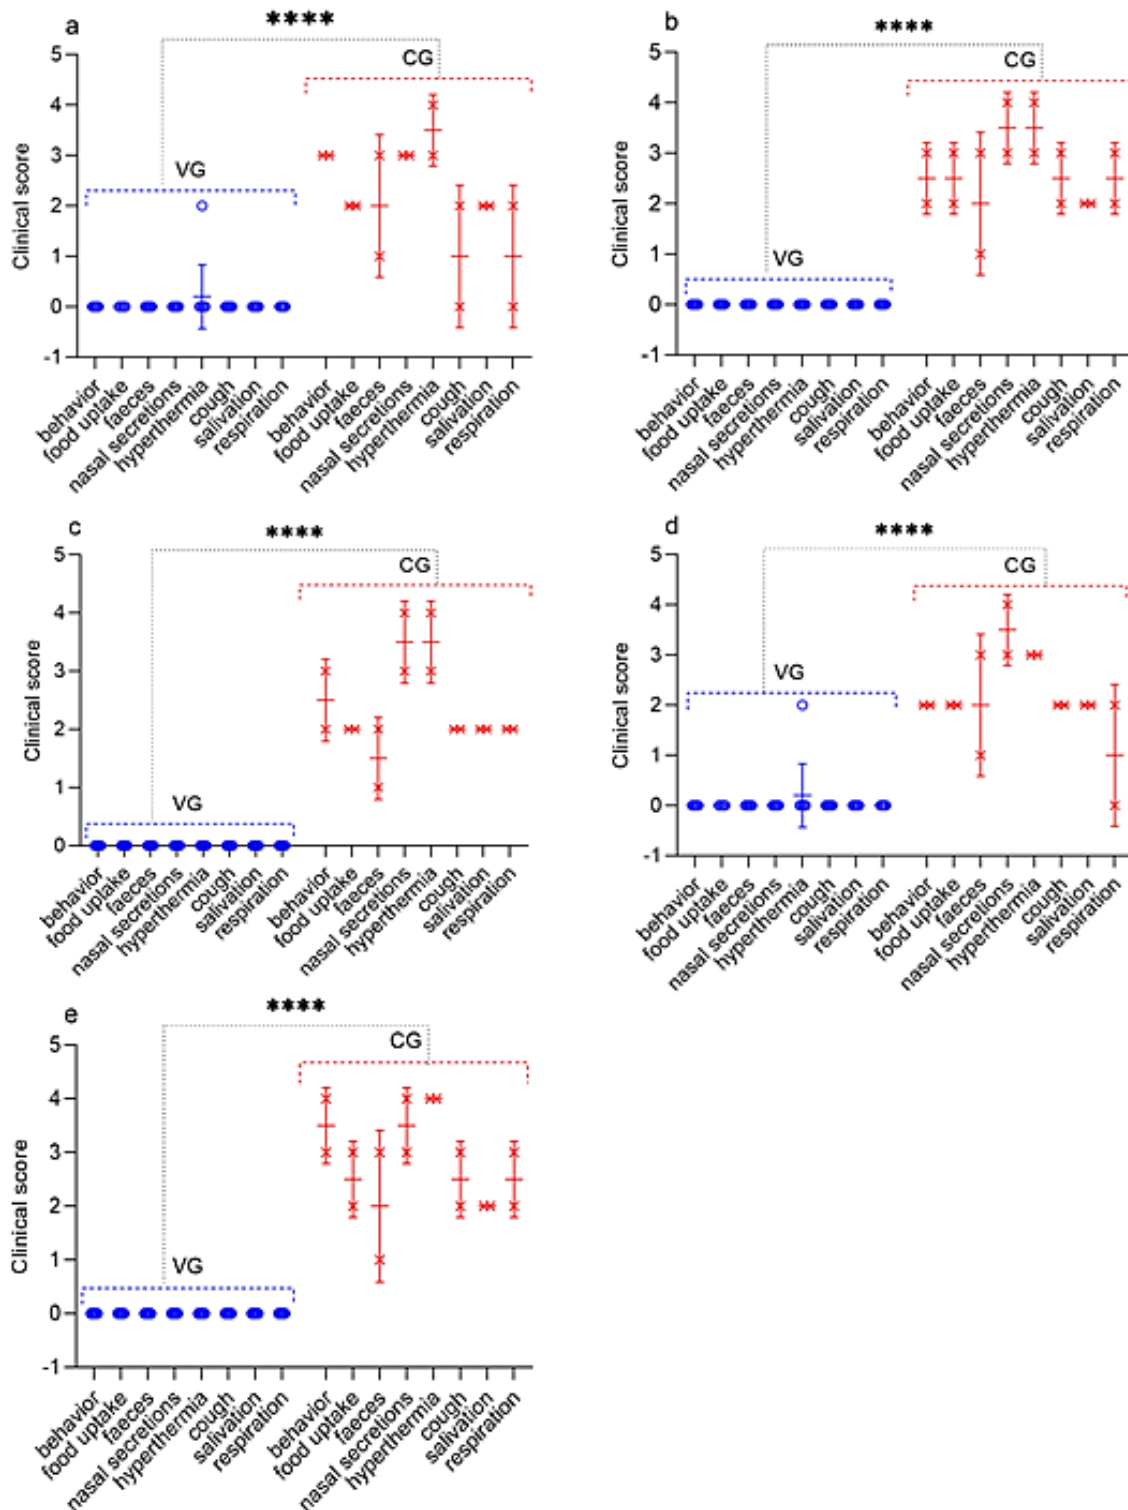 a
****
CG
VG
Clinical score
5
4
3
2
1
0
-1
behavior
food uptake
faeces
nasal secretions
hyperthermia
cough
salivation
respiration
behavior
food uptake
faeces
nasal secretions
hyperthermia
cough
salivation
respiration
b
****
CG
VG
Clinical score
5
4
3
2
1
0
-1
behavior
food uptake
faeces
nasal secretions
hyperthermia
cough
salivation
respiration
behavior
food uptake
faeces
nasal secretions
hyperthermia
cough
salivation
respiration
c
****
CG
VG
Clinical score
5
4
3
2
1
0
behavior
food uptake
faeces
nasal secretions
hyperthermia
cough
salivation
respiration
behavior
food uptake
faeces
nasal secretions
hyperthermia
cough
salivation
respiration
d
****
CG
VG
Clinical score
5
4
3
2
1
0
-1
behavior
food uptake
faeces
nasal secretions
hyperthermia
cough
salivation
respiration
behavior
food uptake
faeces
nasal secretions
hyperthermia
cough
salivation
respiration
e
****
CG
VG
Clinical score
5
4
3
2
1
0
-1
behavior
food uptake
faeces
nasal secretions
hyperthermia
cough
salivation
respiration
behavior
food uptake
faeces
nasal secretions
hyperthermia
cough
salivation
respiration